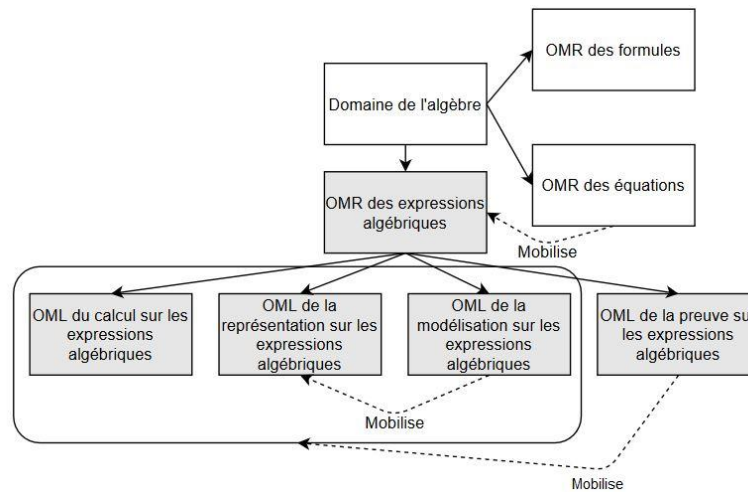 OMR des formules
Domaine de l'algèbre
OMR des équations
OMR des expressions
algébriques
Mobilise
OML du calcul sur les
expressions
algébriques
OML de la
représentation sur les
expressions
algébriques
OML de la
modélisation sur les
expressions
algébriques
OML de la preuve su
les expressions
algébriques
Mobilise
Mobilise